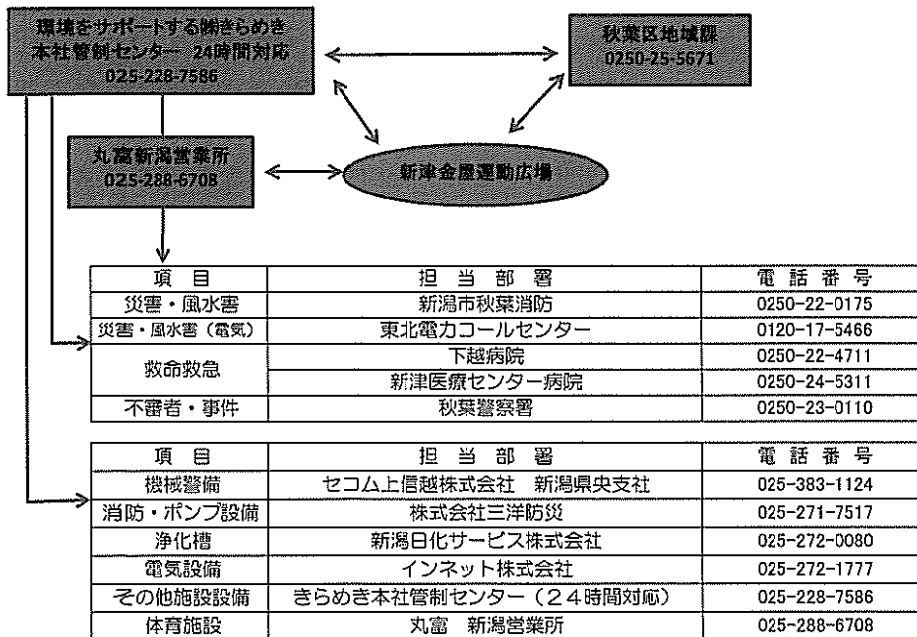 環境をサポートする㈱きらめき
本社管制センター 24時間対応
025-228-7586
秋葉区地域課
0250-25-5671
丸富新潟営業所
025-288-6708
新津金屋運動広場
項 目 担 当 部 署 電 話 番 号
災害・風水害 新潟市秋葉消防 0250-22-0175
災害・風水害（電気） 東北電力コールセンター 0120-17-5466
救命救急 下越病院 0250-22-4711
新津医療センター病院 0250-24-5311
不審者・事件 秋葉警察署 0250-23-0110
項 目 担 当 部 署 電 話 番 号
機械警備 セコム上信越株式会社 新潟県央支社 025-383-1124
消防・ポンプ設備 株式会社三洋防災 025-271-7517
浄化槽 新潟日化サービス株式会社 025-272-0080
電気設備 インネット株式会社 025-272-1777
その他施設設備 きらめき本社管制センター（２４時間対応） 025-228-7586
体育施設 丸富 新潟営業所 025-288-6708